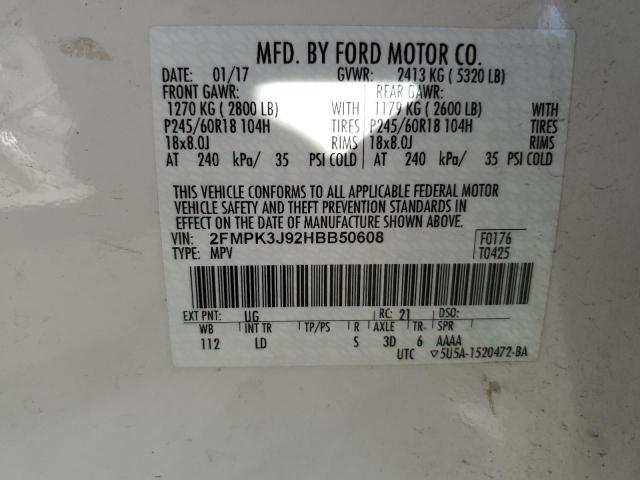 MFD. BY FORD MOTOR CO.
DATE: 01/17 GVWR: 2413 KG ( 5320 LB)
FRONT GAWR: REAR GAWR:
1270 KG ( 2800 LB) WITH 1179 KG ( 2600 LB) WITH
P245/60R18 104H TIRES P245/60R18 104H TIRES
18x8.0J RIMS 18x8.0J RIMS
AT 240 kPa/ 35 PSI COLD AT 240 kPa/ 35 PSI COLD
THIS VEHICLE CONFORMS TO ALL APPLICABLE FEDERAL MOTOR
VEHICLE SAFETY AND THEFT PREVENTION STANDARDS IN
EFFECT ON THE DATE OF MANUFACTURE SHOWN ABOVE.
VIN: 2FMPK3J92HBB50608 F0176
TYPE: MPV T0425
EXT PNT: UG RC: 21 DSO:
WB INT TR TP/PS R AXLE TR SPR
112 LD S 3D 6 AAAA
UTC ▽5U5A-1520472-BA